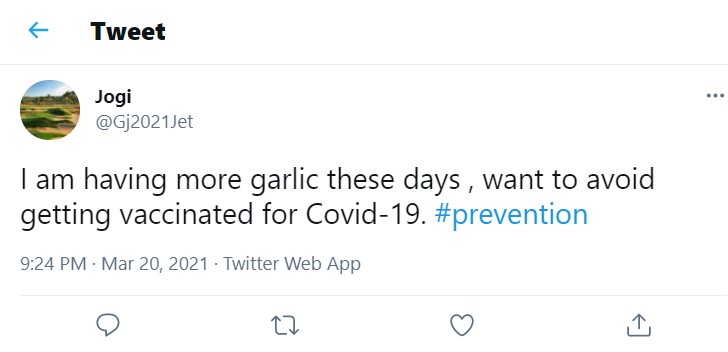 Tweet
Jogi
@Gj2021Jet
I am having more garlic these days , want to avoid
getting vaccinated for Covid-19. #prevention
9:24 PM · Mar 20, 2021 · Twitter Web App